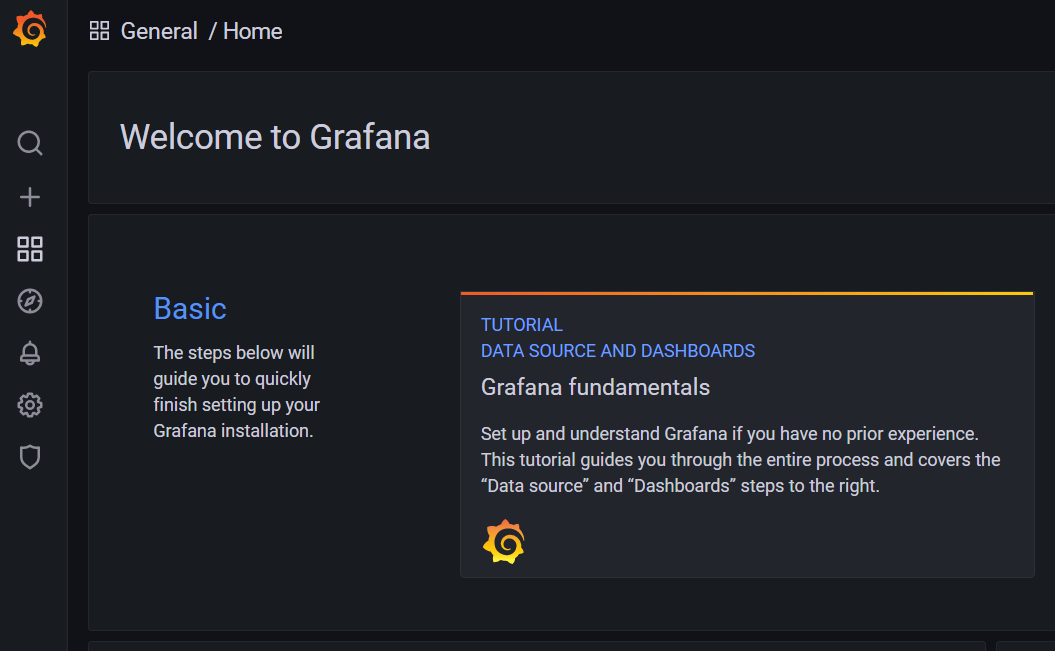 General / Home
Welcome to Grafana
Basic
The steps below will
guide you to quickly
finish setting up your
Grafana installation.
TUTORIAL
DATA SOURCE AND DASHBOARDS
Grafana fundamentals
Set up and understand Grafana if you have no prior experience.
This tutorial guides you through the entire process and covers the
“Data source” and “Dashboards” steps to the right.